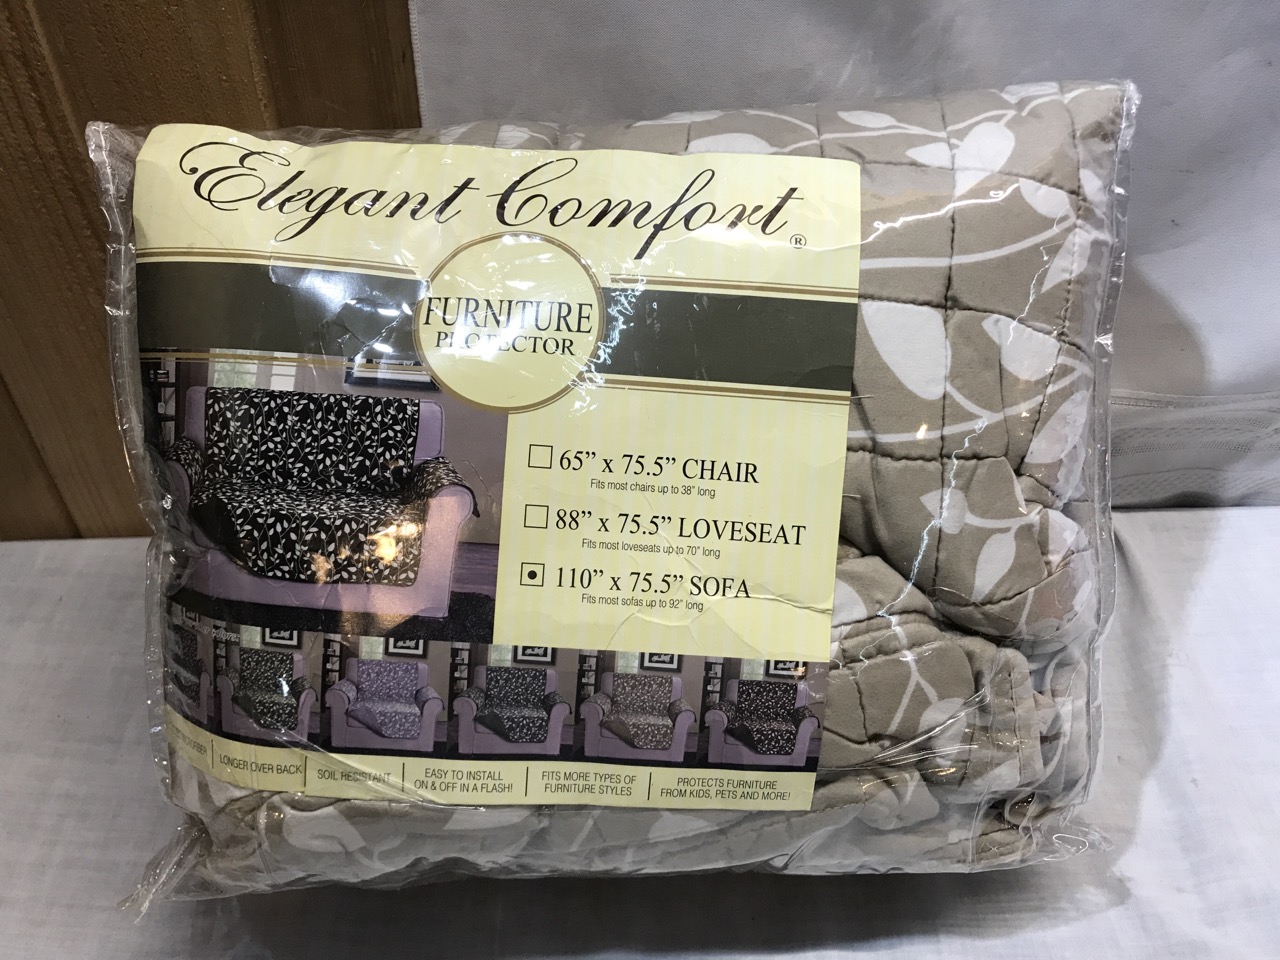 Elegant Comfort ®
FURNITURE
PROTECTOR
65” x 75.5” CHAIR
Fits most chairs up to 38" long
88” x 75.5” LOVESEAT
Fits most loveseats up to 70" long
110” x 75.5” SOFA
Fits most sofas up to 92" long
LONGER OVER BACK
SOIL RESISTANT
EASY TO INSTALL
ON & OFF IN A FLASH!
FITS MORE TYPES OF
FURNITURE STYLES
PROTECTS FURNITURE
FROM KIDS, PETS AND MORE!